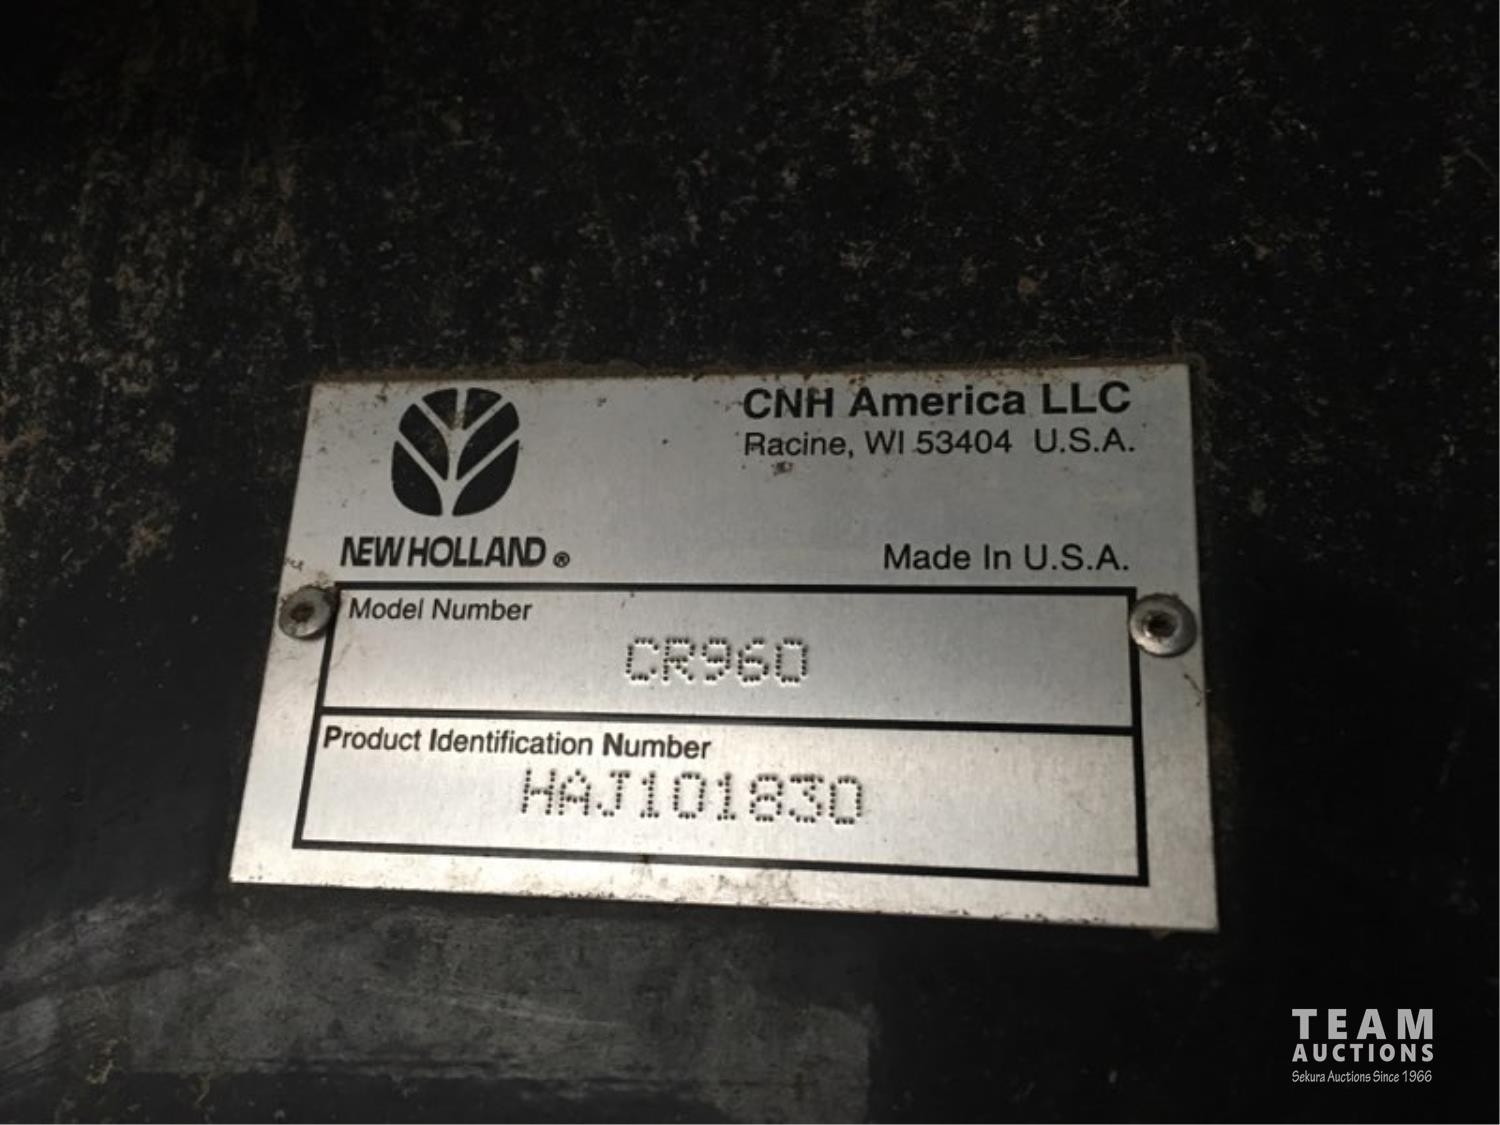 CNH America LLC
Racine, WI 53404 U.S.A.
NEW HOLLAND®
Made In U.S.A.
Model Number
CR960
Product Identification Number
HAJ101830
TEAM
AUCTIONS
Sekura Auctions Since 1966